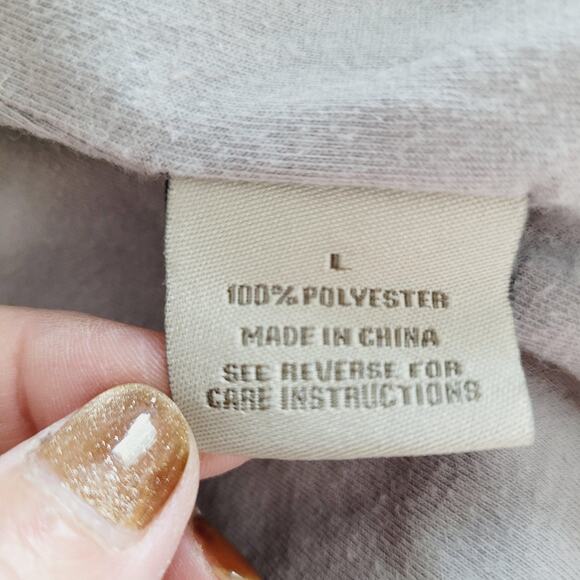 L
100% POLYESTER
MADE IN CHINA
SEE REVERSE FOR
CARE INSTRUCTIONS